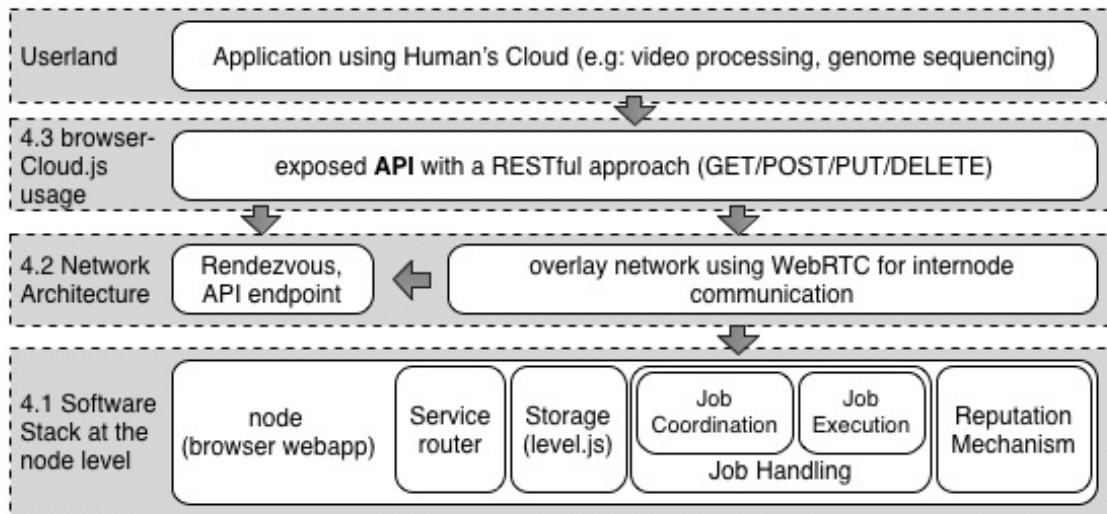 Userland
Application using Human's Cloud (e.g: video processing, genome sequencing)
4.3 browser-
Cloud.js
usage
exposed API with a RESTful approach (GET/POST/PUT/DELETE)
4.2 Network
Architecture
Rendezvous,
API endpoint
overlay network using WebRTC for internode
communication
4.1 Software
Stack at the
node level
node
(browser webapp)
Service
router
Storage
(level.js)
Job
Coordination
Job
Execution
Job Handling
Reputation
Mechanism